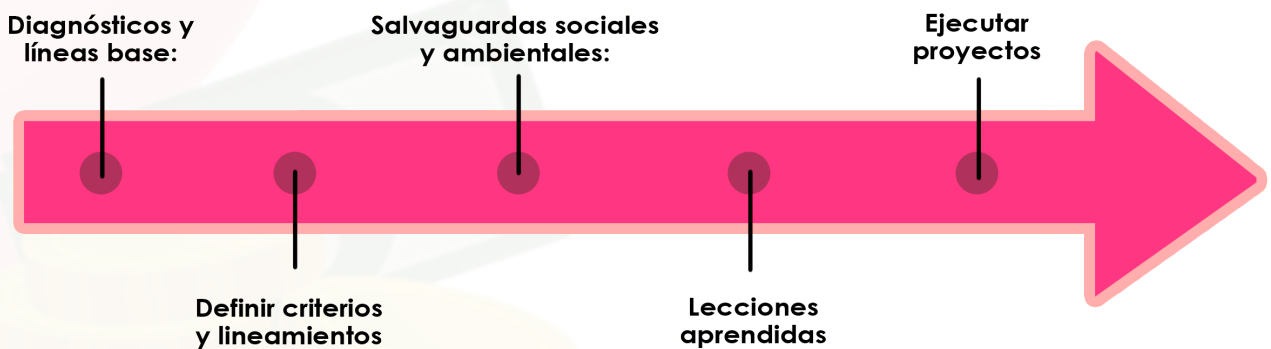 Diagnósticos y
líneas base:
Definir criterios
y lineamientos
Salvaguardas sociales
y ambientales:
Lecciones
aprendidas
Ejecutar
proyectos